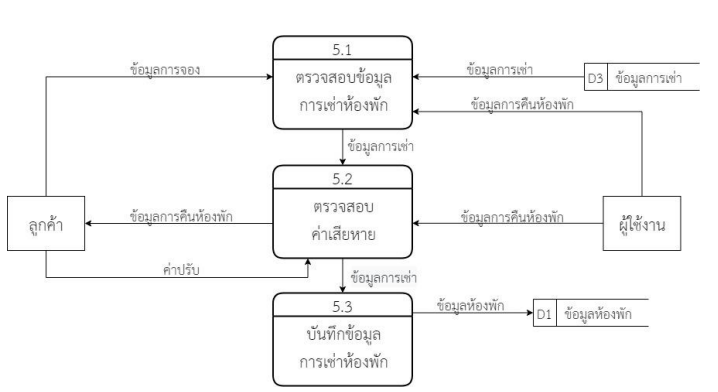 5.1
ข้อมูลการจอง
ตรวจสอบข้อมูล
การเช่าห้องพัก
ข้อมูลการเช่า
D3 ข้อมูลการเช่า
ข้อมูลการคืนห้องพัก
ข้อมูลการเช่า
5.2
ลูกค้า
ข้อมูลการคืนห้องพัก
ตรวจสอบ
ค่าเสียหาย
ข้อมูลการคืนห้องพัก
ผู้ใช้งาน
ค่าปรับ
ข้อมูลการเช่า
5.3
บันทึกข้อมูล
การเช่าห้องพัก
ข้อมูลห้องพัก
D1 ข้อมูลห้องพัก